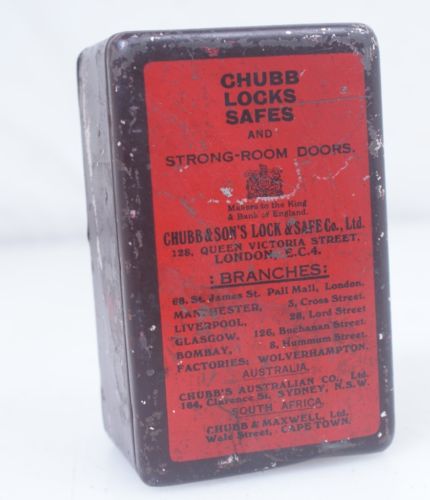 CHUBB
LOCKS
SAFES
AND
STRONG-ROOM DOORS.
Makers to the King
& Bank of England.
CHUBB & SON'S LOCK & SAFE Co., Ltd.
128, QUEEN VICTORIA STREET,
LONDON, E.C.4.
: BRANCHES:
68, St. James St. Pall Mall, London.
MANCHESTER, 3, Cross Street.
LIVERPOOL, 28, Lord Street
GLASGOW, 126, Buchanan Street.
BOMBAY, 8, Hummum Street.
FACTORIES: WOLVERHAMPTON.
AUSTRALIA.
CHUBB'S AUSTRALIAN CO., Ltd.
164, Clarence St. SYDNEY, N.S.W.
SOUTH AFRICA.
CHUBB & MAXWELL, Ltd.
Wale Street, CAPE TOWN.